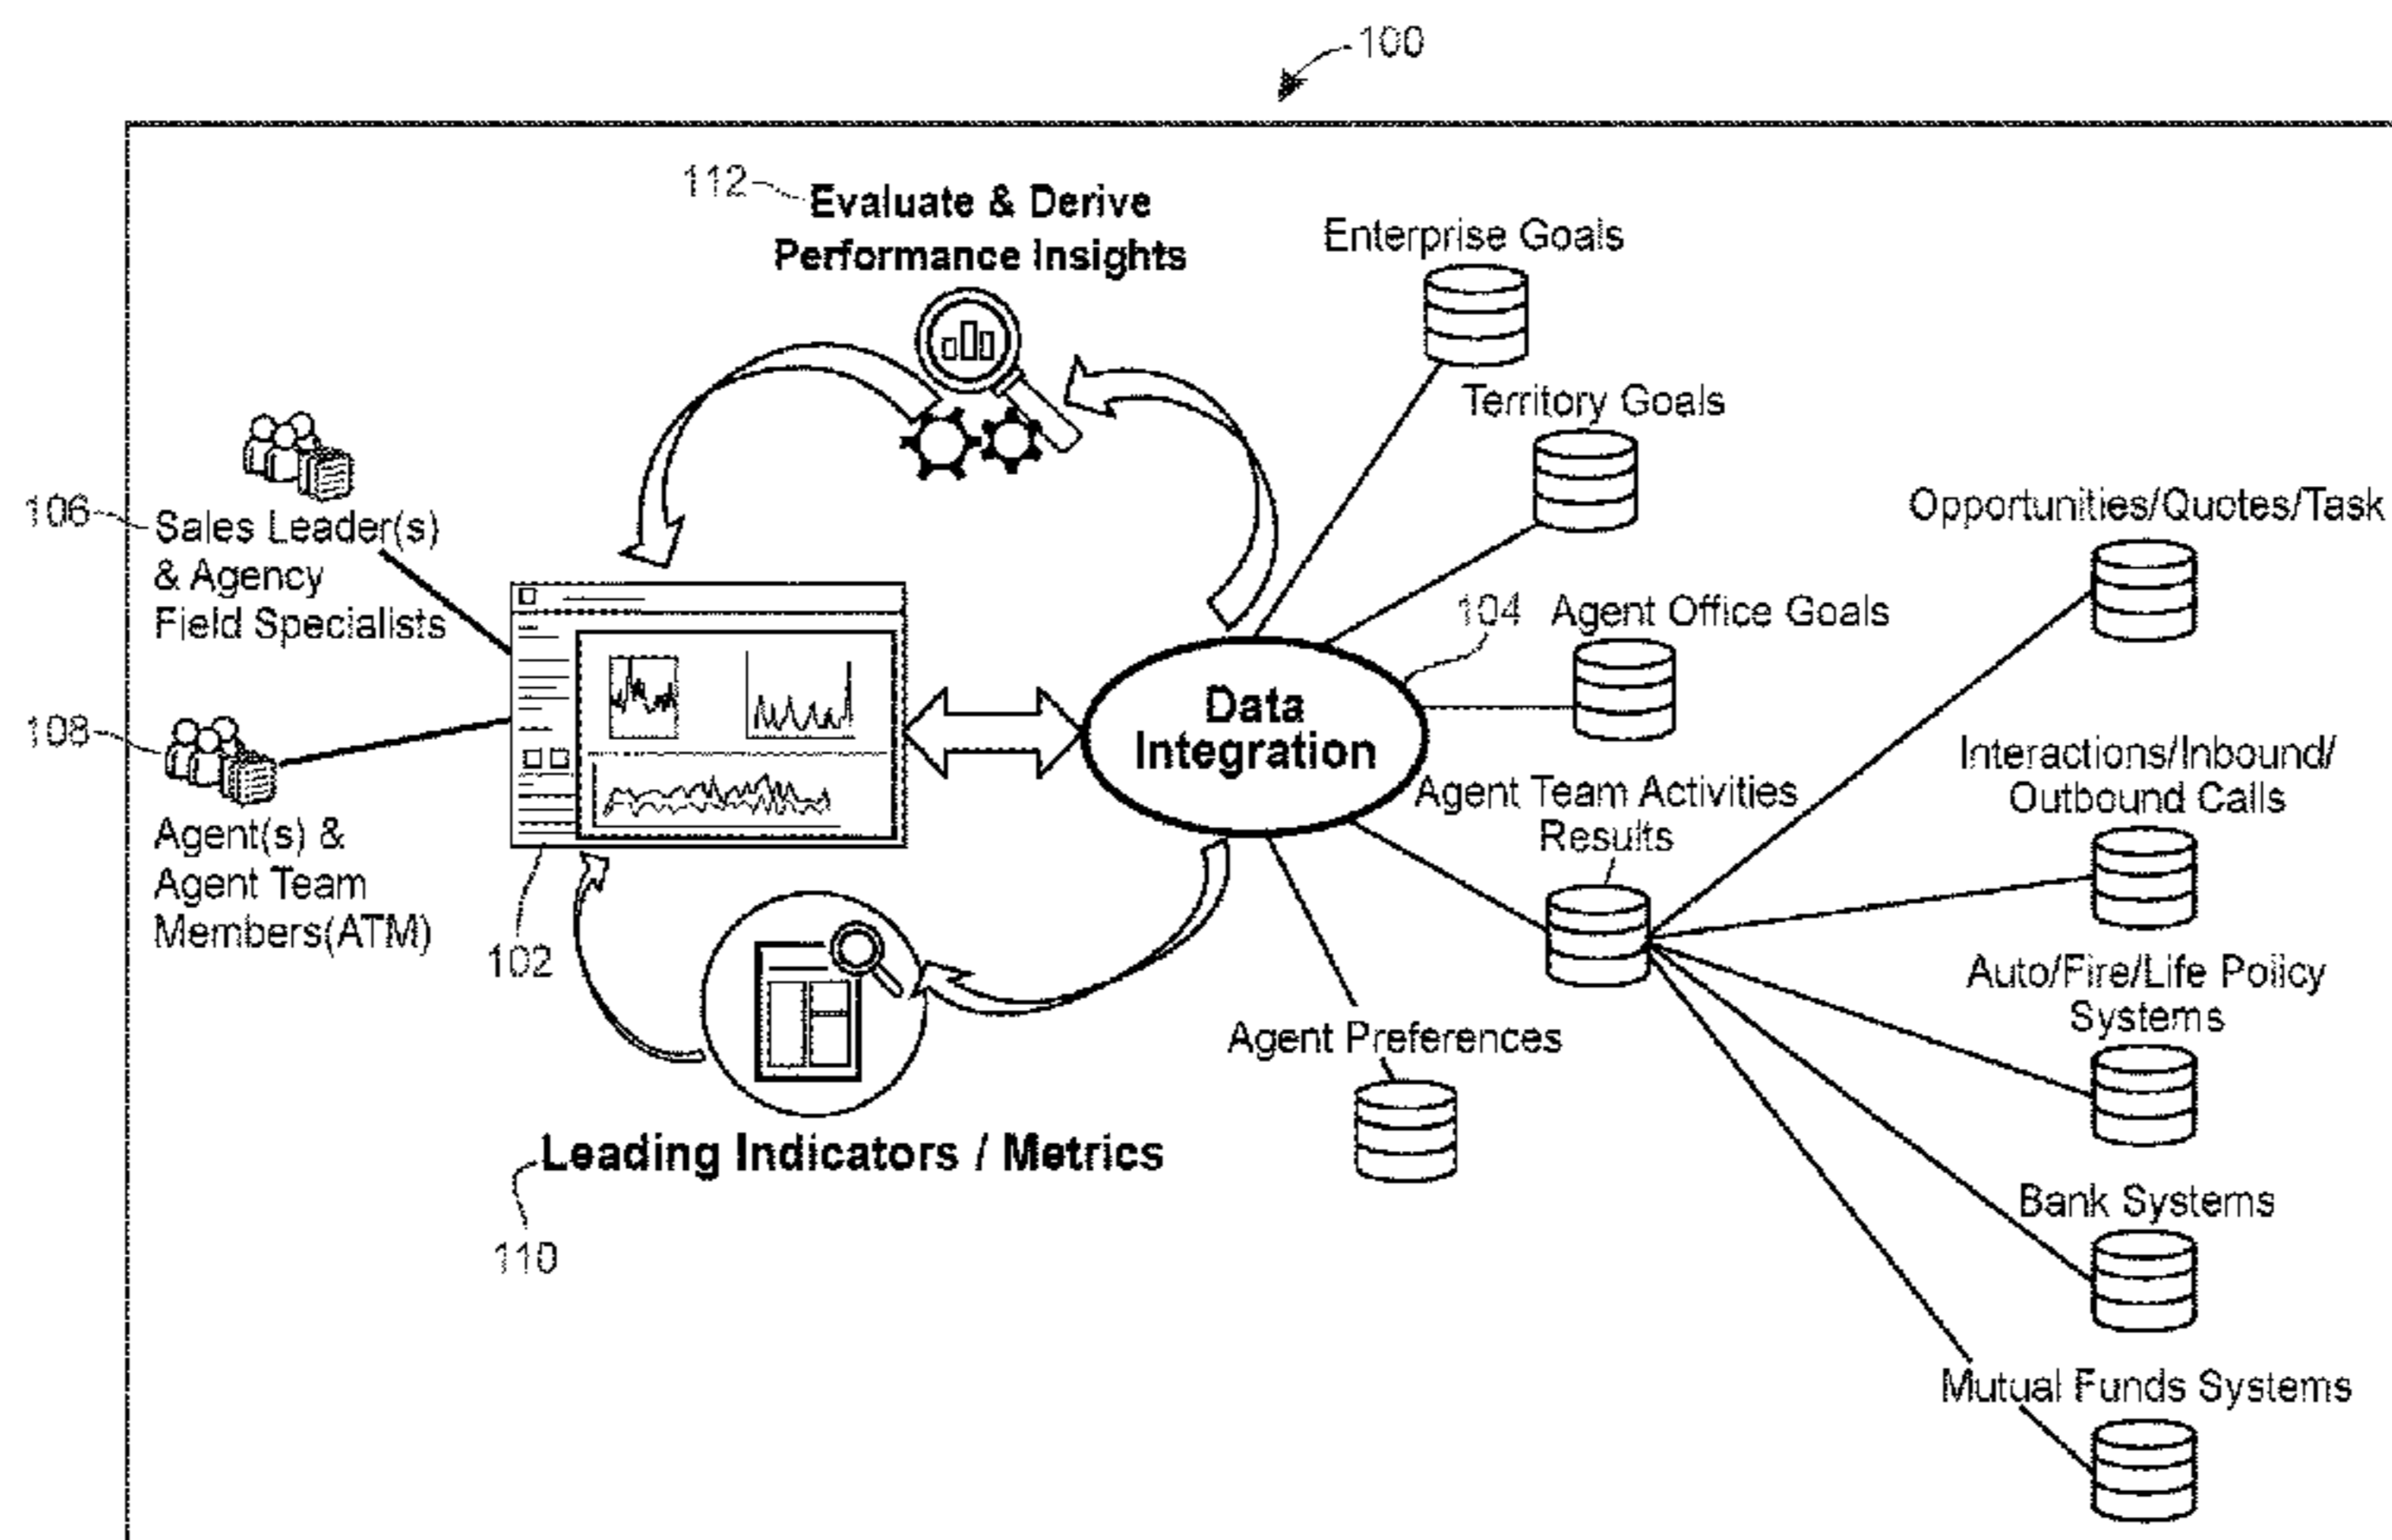 100
112
Evaluate & Derive
Performance Insights
Enterprise Goals
Territory Goals
106
Sales Leader(s)
& Agency
Field Specialists
Opportunities/Quotes/Task
104
Agent Office Goals
Data
Integration
108
Agent(s) &
Agent Team
Members(ATM)
102
Agent Team Activities
Results
Interactions/Inbound/
Outbound Calls
Auto/Fire/Life Policy
Systems
Agent Preferences
Leading Indicators / Metrics
110
Bank Systems
Mutual Funds Systems